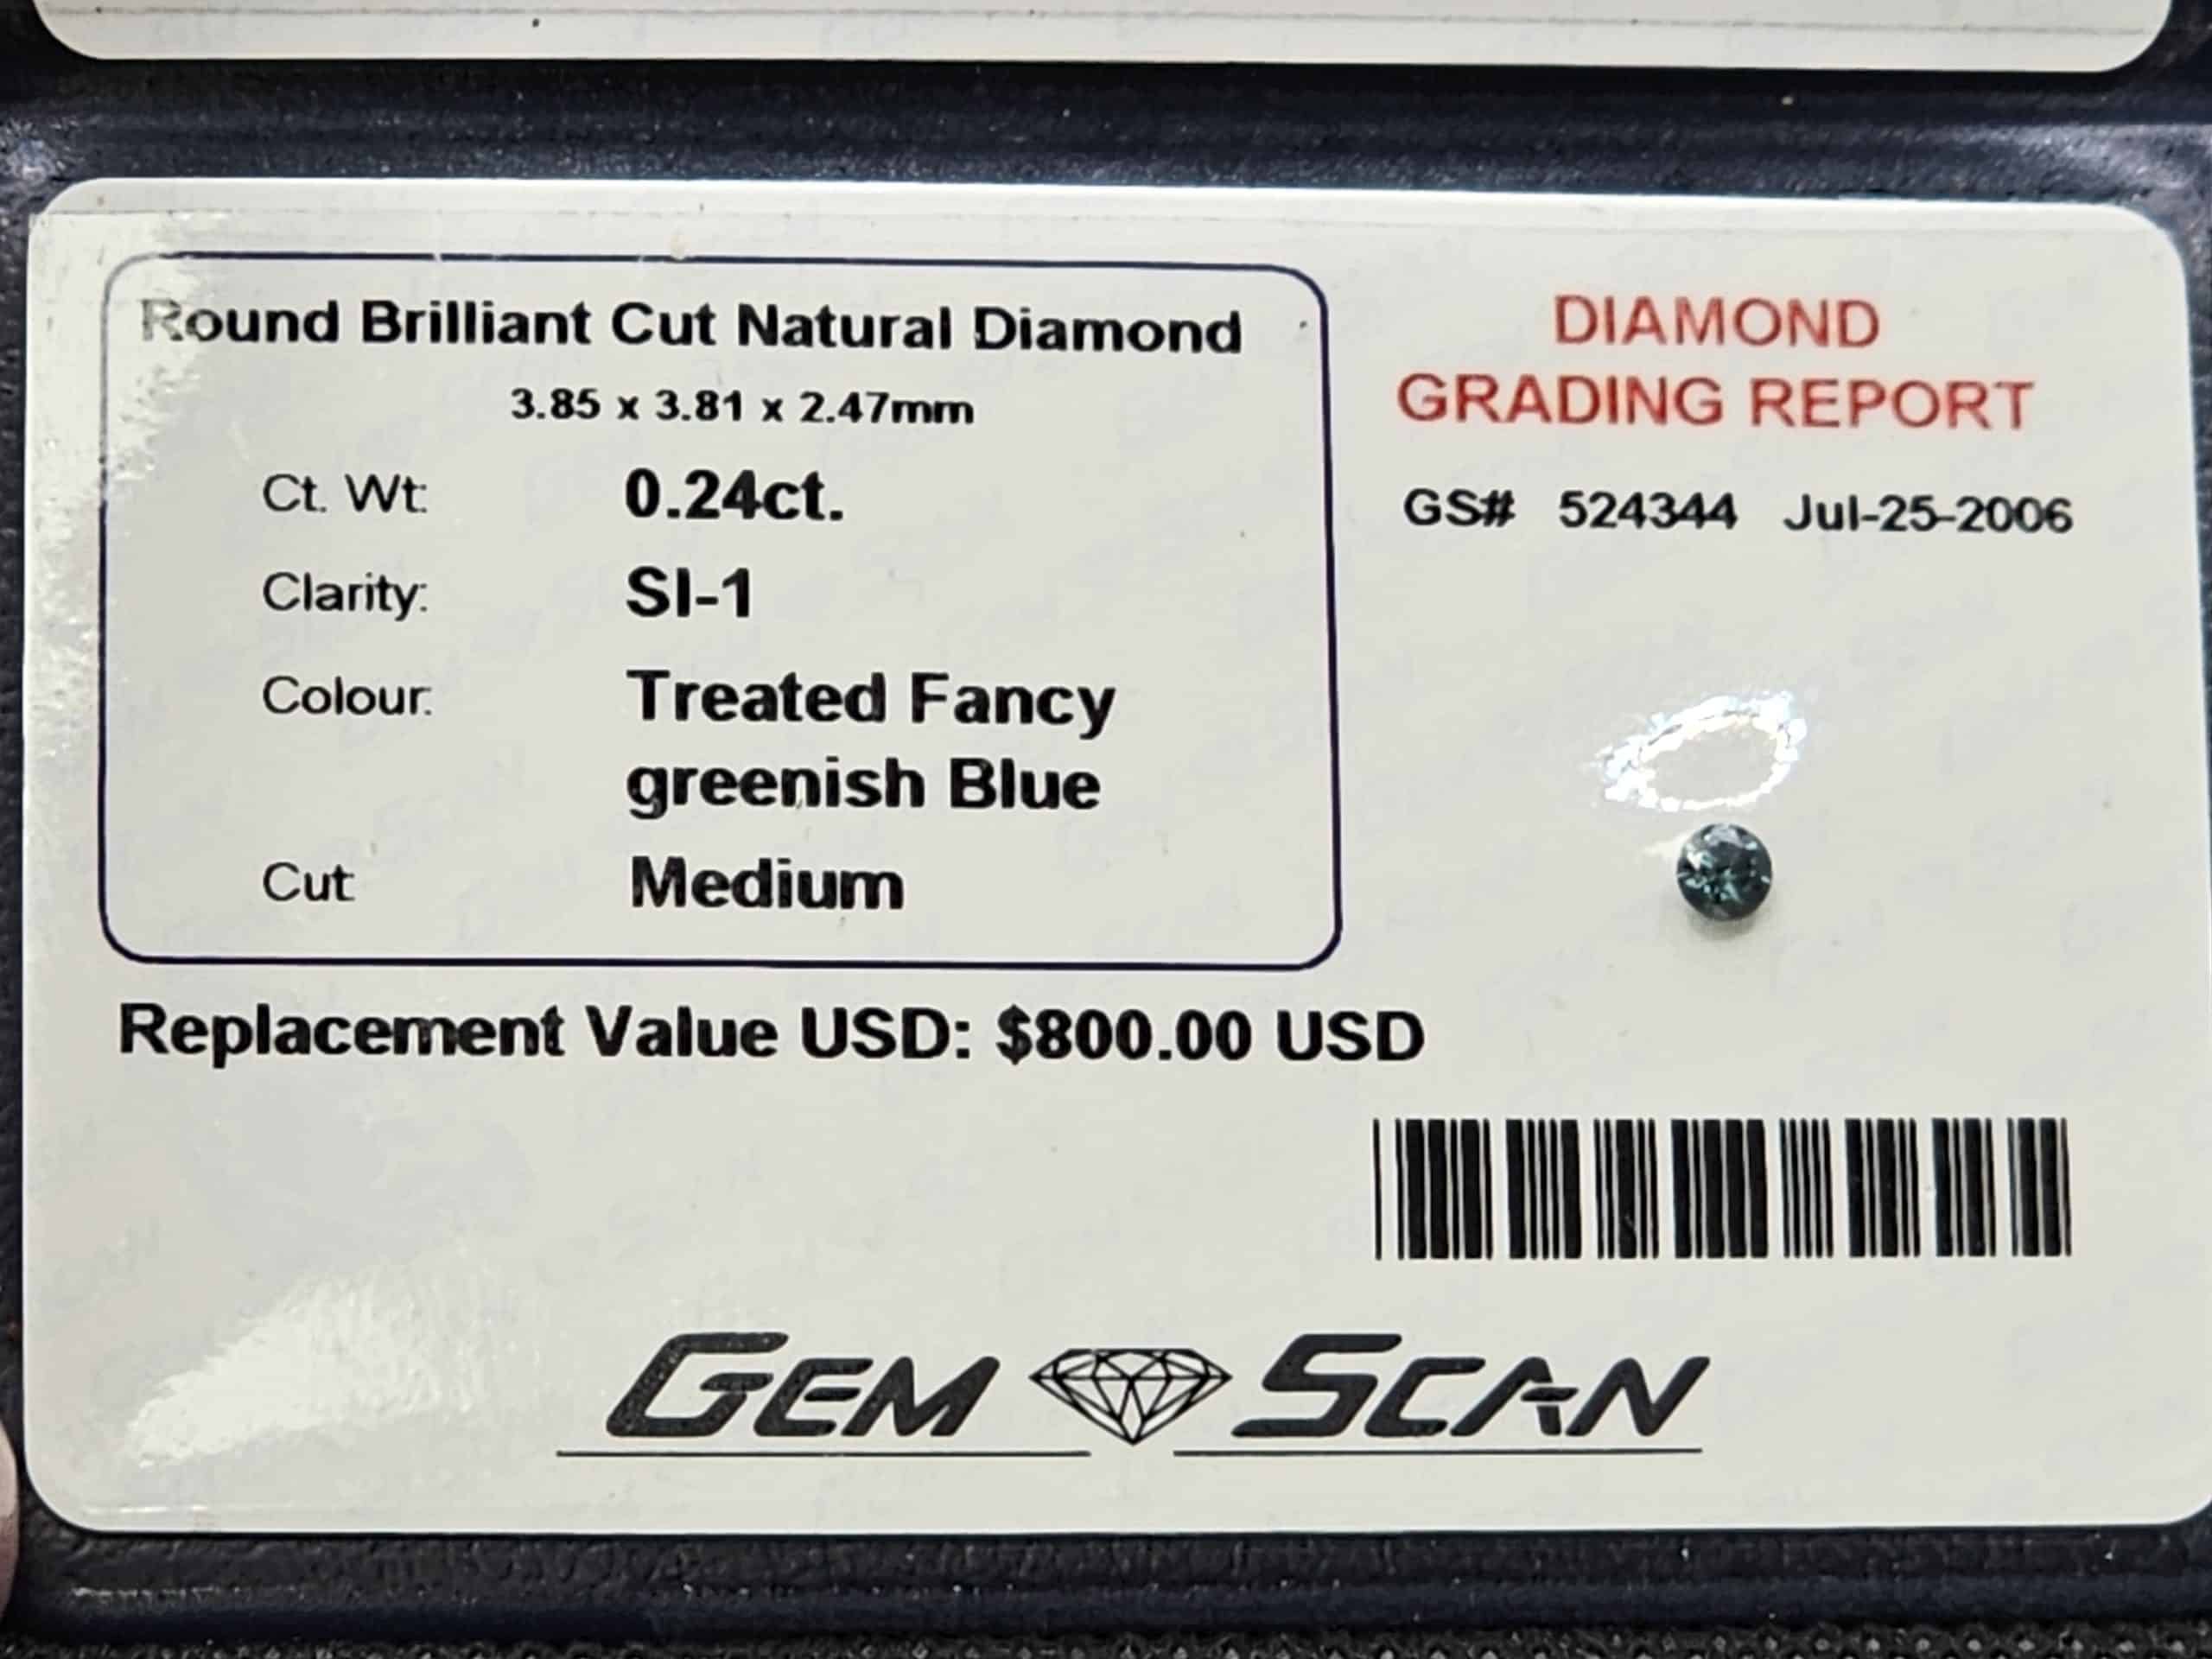 Round Brilliant Cut Natural Diamond
3.85 x 3.81 x 2.47mm
Ct. Wt: 0.24ct.
Clarity: SI-1
Colour: Treated Fancy
greenish Blue
Cut Medium
Replacement Value USD: $800.00 USD
DIAMOND
GRADING REPORT
GS# 524344 Jul-25-2006
GEM SCAN